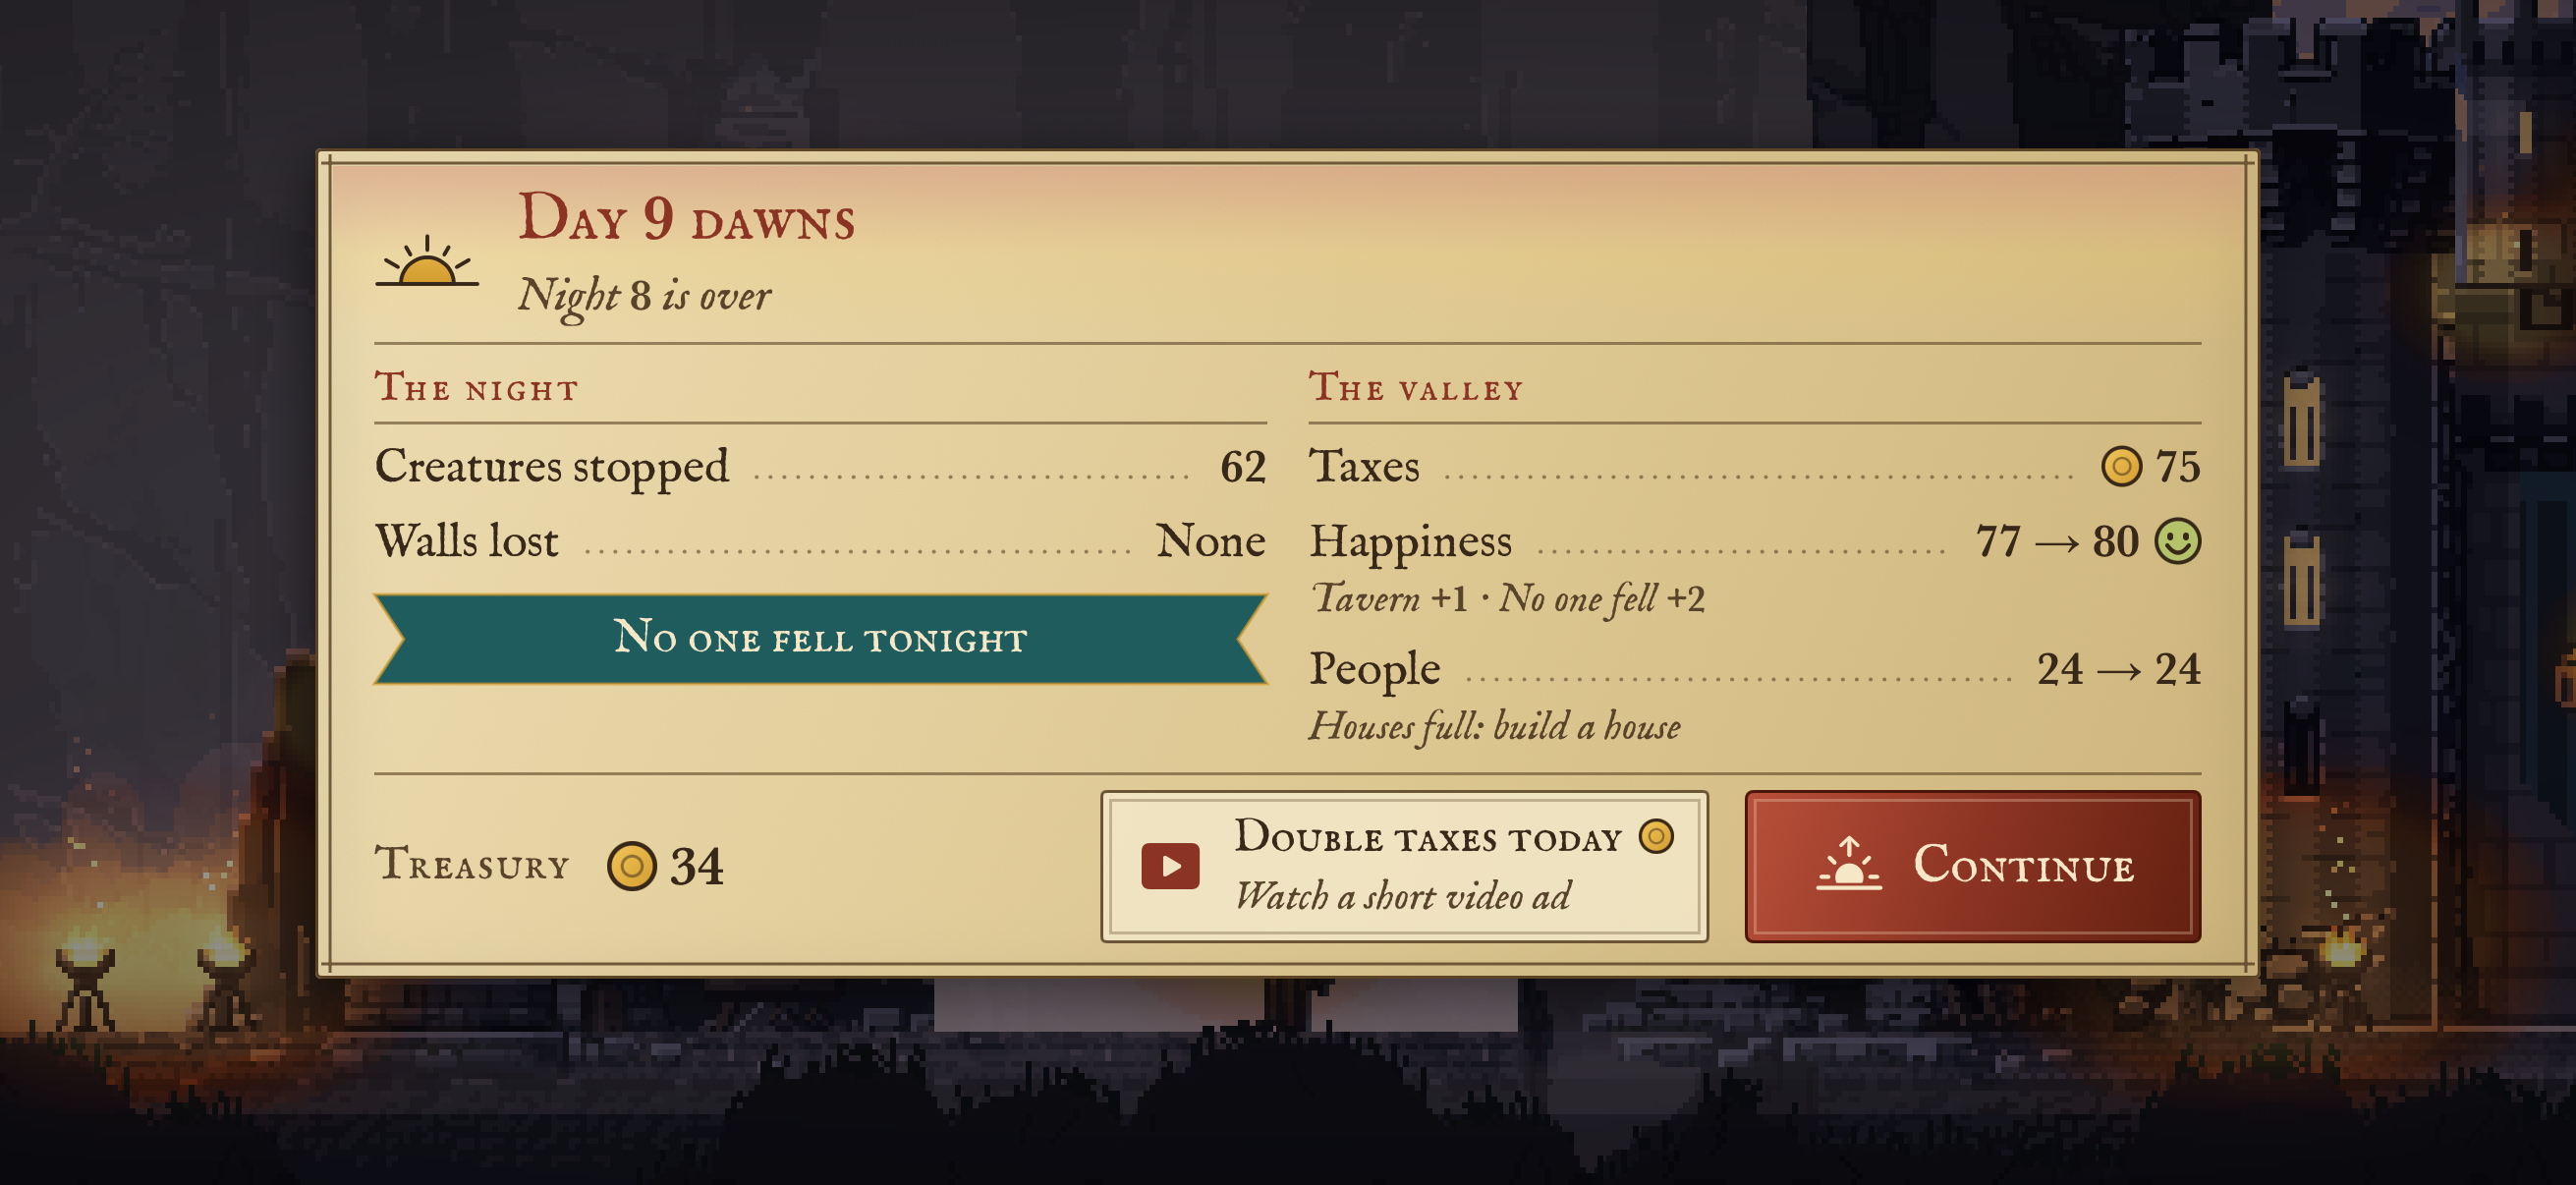 Day 9 dawns
Night 8 is over
The night
Creatures stopped 62
Walls lost None
No one fell tonight
The valley
Taxes 75
Happiness 77 → 80
Tavern +1 · No one fell +2
People 24 → 24
Houses full: build a house
Treasury 34
Double taxes today
Watch a short video ad
Continue